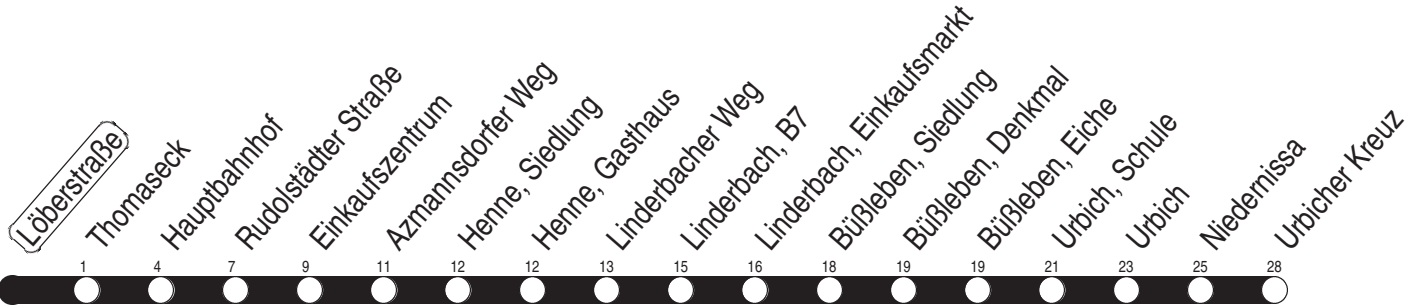 Löberstraße
Thomaseck
Hauptbahnhof
Rudolstädter Straße
Einkaufszentrum
Azmannsdorfer Weg
Henne, Siedlung
Henne, Gasthaus
Linderbacher Weg
Linderbach, B7
Linderbach, Einkaufsmarkt
Büßleben, Siedlung
Büßleben, Denkmal
Büßleben, Eiche
Urbich, Schule
Urbich
Niedernissa
Urbicher Kreuz
1 4 7 9 11 12 12 13 15 16 18 19 19 21 23 25 28